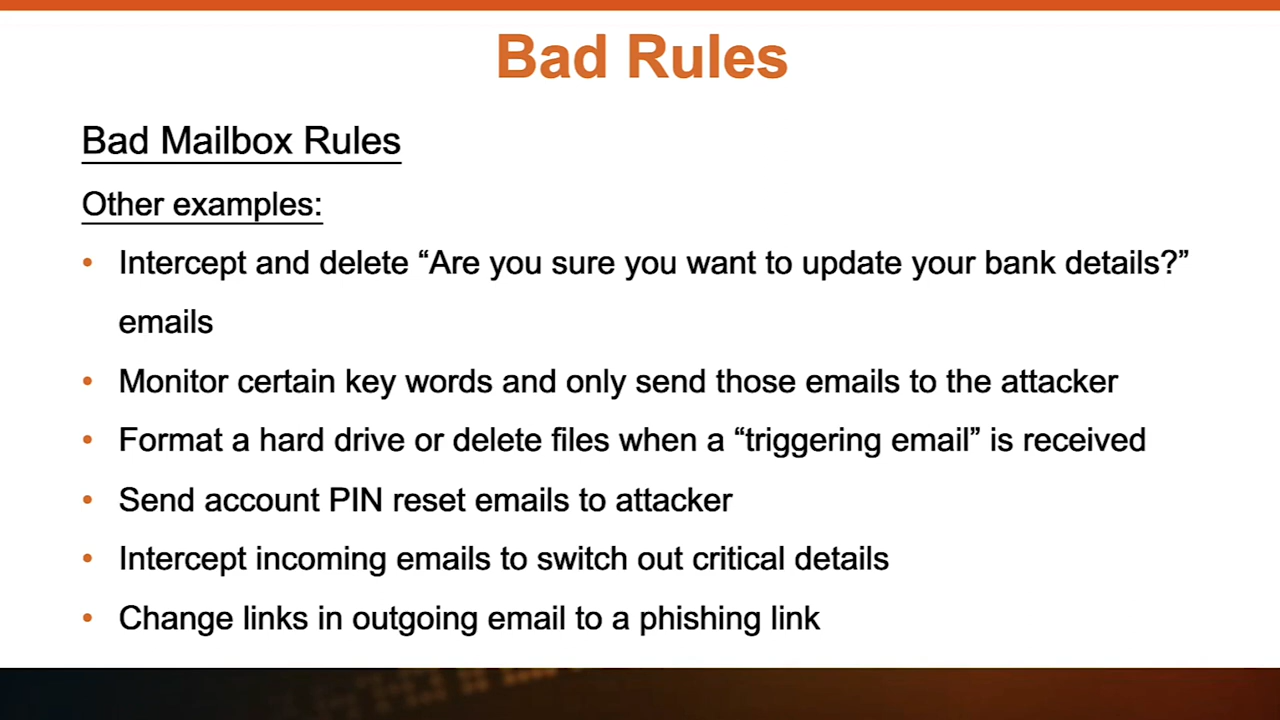 Bad Rules
Bad Mailbox Rules
Other examples:
• Intercept and delete “Are you sure you want to update your bank details?”
emails
• Monitor certain key words and only send those emails to the attacker
• Format a hard drive or delete files when a “triggering email” is received
• Send account PIN reset emails to attacker
• Intercept incoming emails to switch out critical details
• Change links in outgoing email to a phishing link